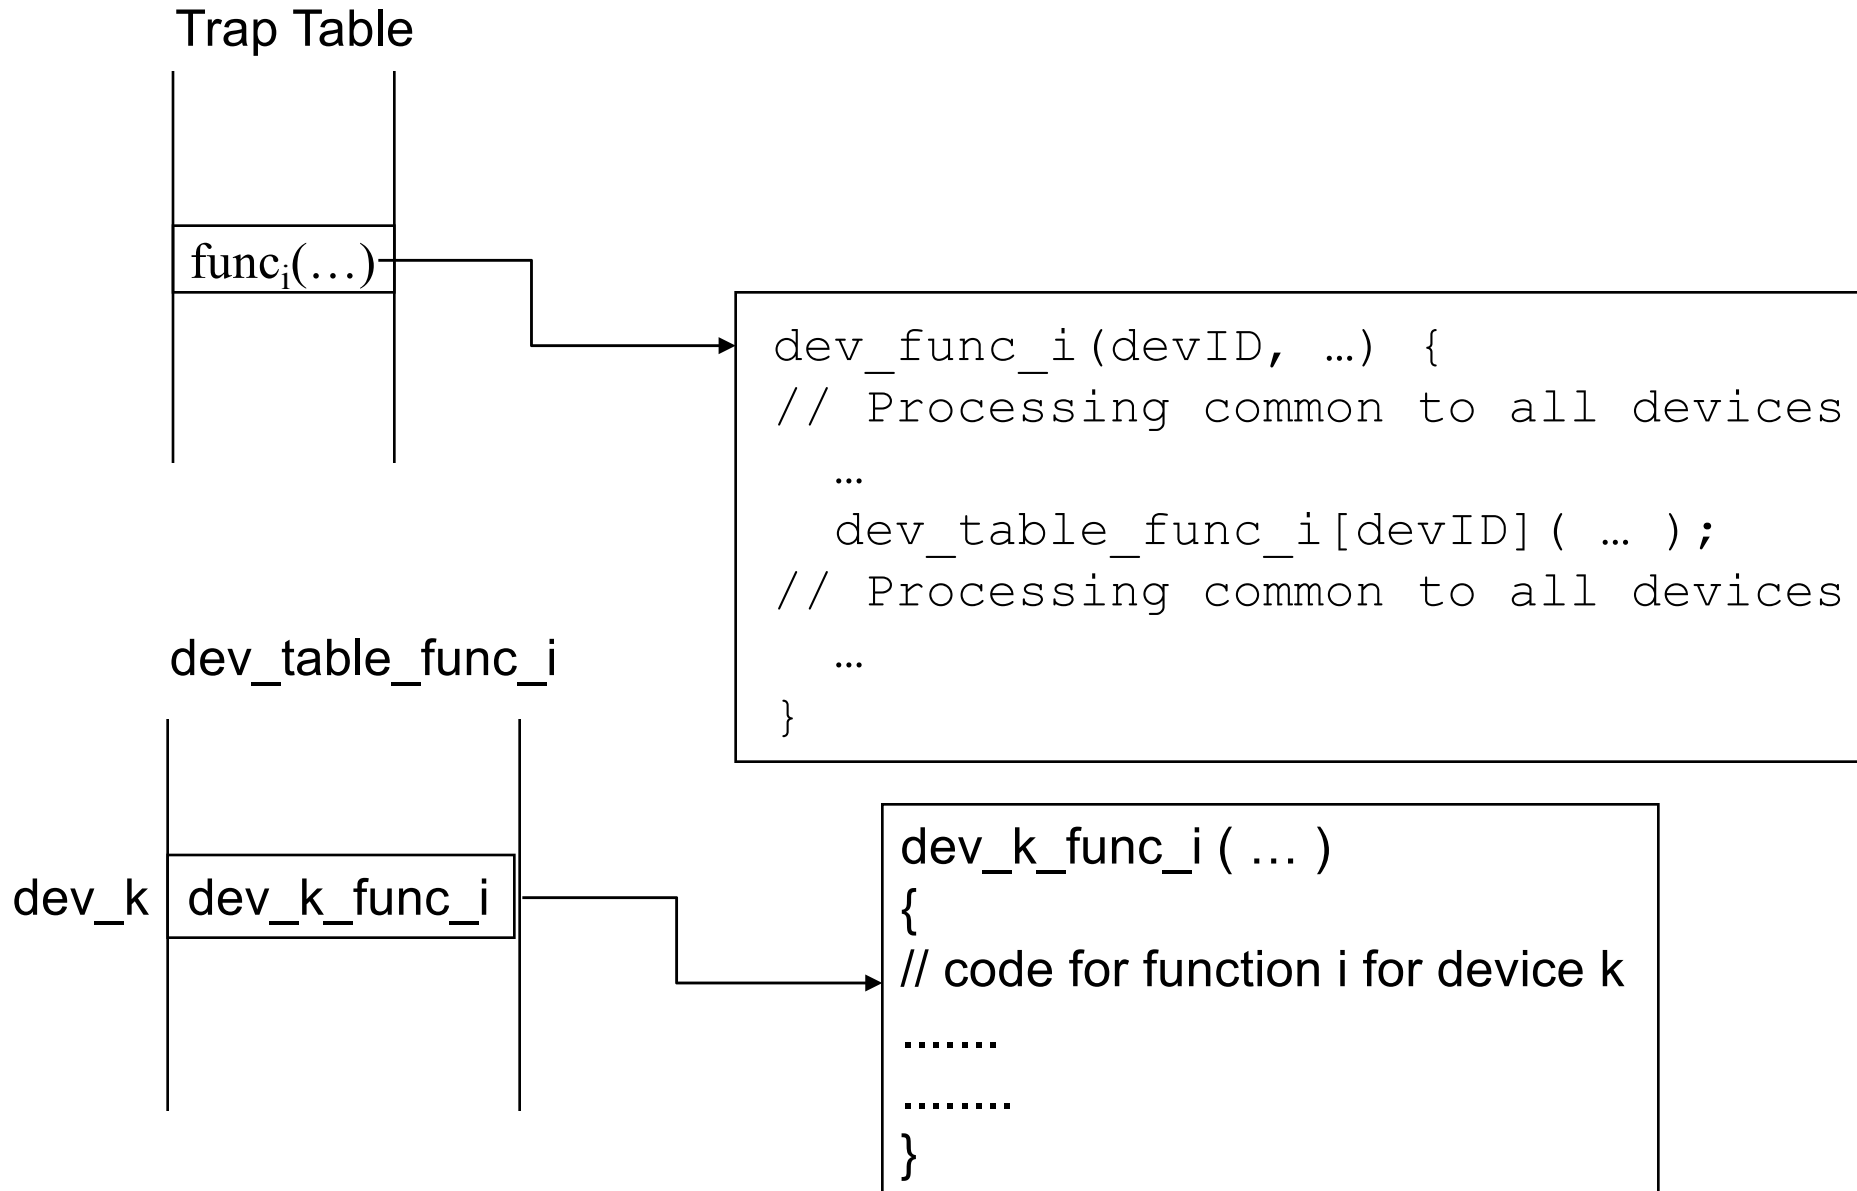 Trap Table
funcᵢ(…)
dev_func_i(devID, …) {
// Processing common to all devices
…
dev_table_func_i[devID]( … );
// Processing common to all devices
…
}
dev_table_func_i
dev_k
dev_k_func_i
dev_k_func_i ( … )
{
// code for function i for device k
.......
........
}